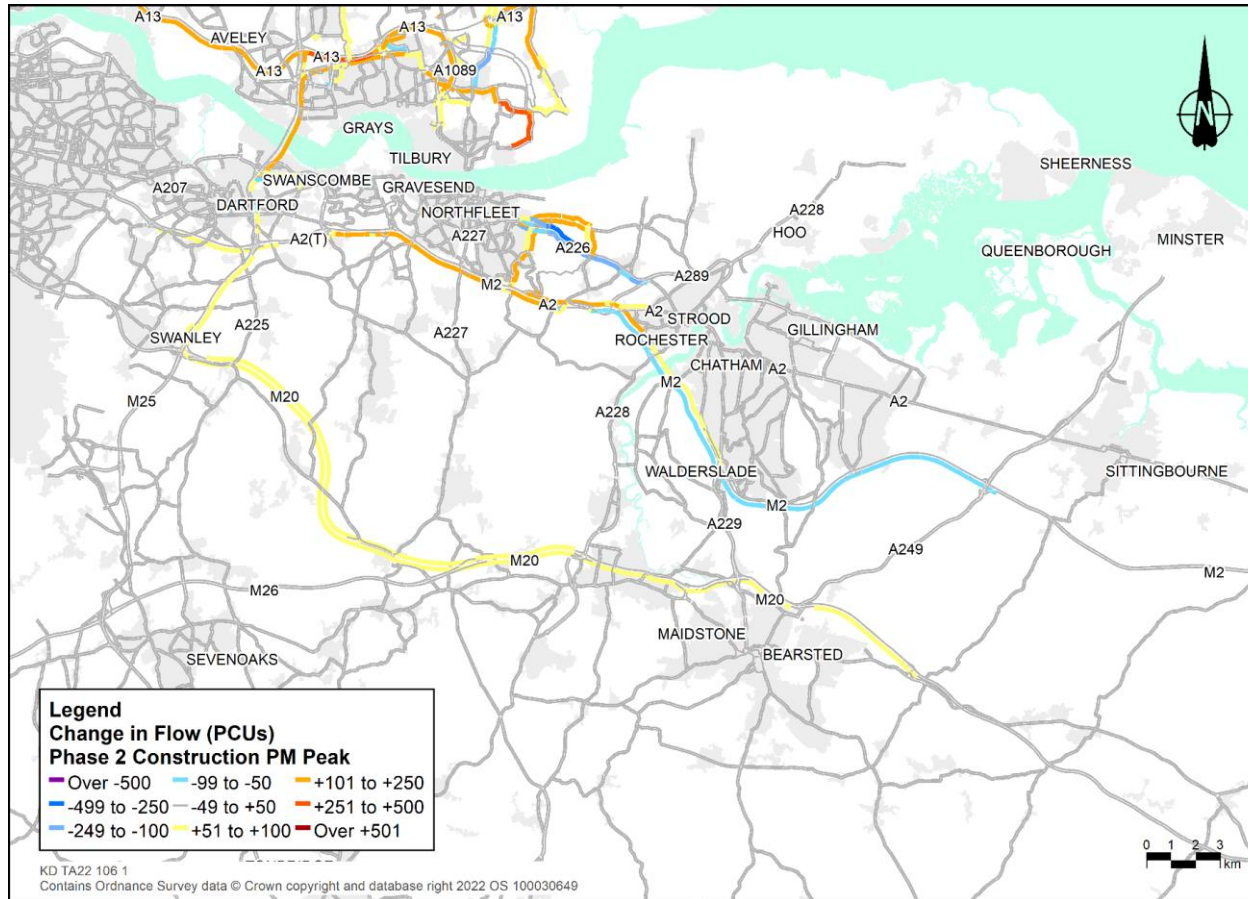 A13
A13
A13
AVELEY
A13
A13
A1089
GRAYS
TILBURY
SHEERNESS
A207
SWANSCOMBE
GRAVESEND
DARTFORD
NORTHFLEET
A228
HOO
MINSTER
A2(T)
A227
A226
QUEENBOROUGH
A289
M2
A2
A2
STROOD
GILLINGHAM
SWANLEY
A225
A227
ROCHESTER
CHATHAM
A2
M2
M25
M20
A228
A2
WALDERSLADE
SITTINGBOURNE
M2
A229
A249
M20
M2
M26
M20
MAIDSTONE
BEARSTED
SEVENOAKS
Legend
Change in Flow (PCUs)
Phase 2 Construction PM Peak
Over -500 -99 to -50 +101 to +250
-499 to -250 -49 to +50 +251 to +500
-249 to -100 +51 to +100 Over +501
N
0 1 2 3
km
KD TA22 106 1
Contains Ordnance Survey data © Crown copyright and database right 2022 OS 100030649